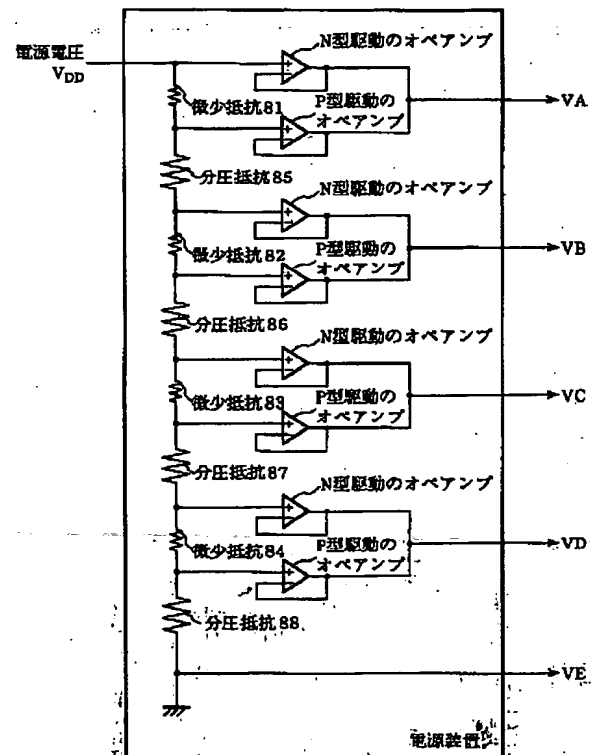 N型駆動のオペアンプ
電源電圧
VDD
微少抵抗81
P型駆動の
オペアンプ
VA
分圧抵抗85
N型駆動のオペアンプ
微少抵抗82
P型駆動の
オペアンプ
VB
分圧抵抗86
N型駆動のオペアンプ
微少抵抗83
P型駆動の
オペアンプ
VC
分圧抵抗87
N型駆動のオペアンプ
微少抵抗84
P型駆動の
オペアンプ
VD
分圧抵抗88
VE
電源装置